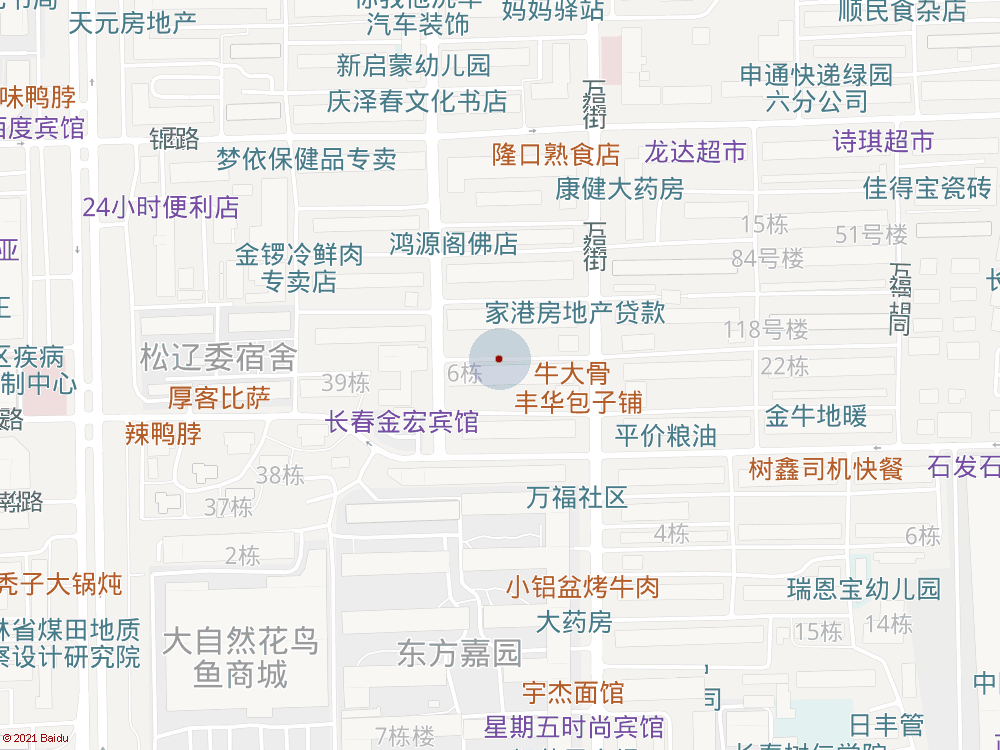 天元房地产
汽车装饰
妈妈驿站
顺民食杂店
新启蒙幼儿园
庆泽春文化书店
万福街
申通快递绿园
六分公司
味鸭脖
百度宾馆
锦西路
梦依保健品专卖
隆口熟食店
龙达超市
诗琪超市
康健大药房
佳得宝瓷砖
24小时便利店
15栋
51号楼
金锣冷鲜肉
专卖店
鸿源阁佛店
万福街
84号楼
万福胡同
亚
家港房地产贷款
118号楼
松辽委宿舍
区疾病
制中心
39栋
6栋
牛大骨
22栋
厚客比萨
丰华包子铺
长春金宏宾馆
金牛地暖
辣鸭脖
平价粮油
树鑫司机快餐
石发石
38栋
37栋
万福社区
4栋
6栋
2栋
秃子大锅炖
小铝盆烤牛肉
瑞恩宝幼儿园
大药房
林省煤田地质
察设计研究院
大自然花鸟
鱼商城
东方嘉园
15栋
14栋
宇杰面馆
司
星期五时尚宾馆
7栋楼
日丰管
© 2021 Baidu